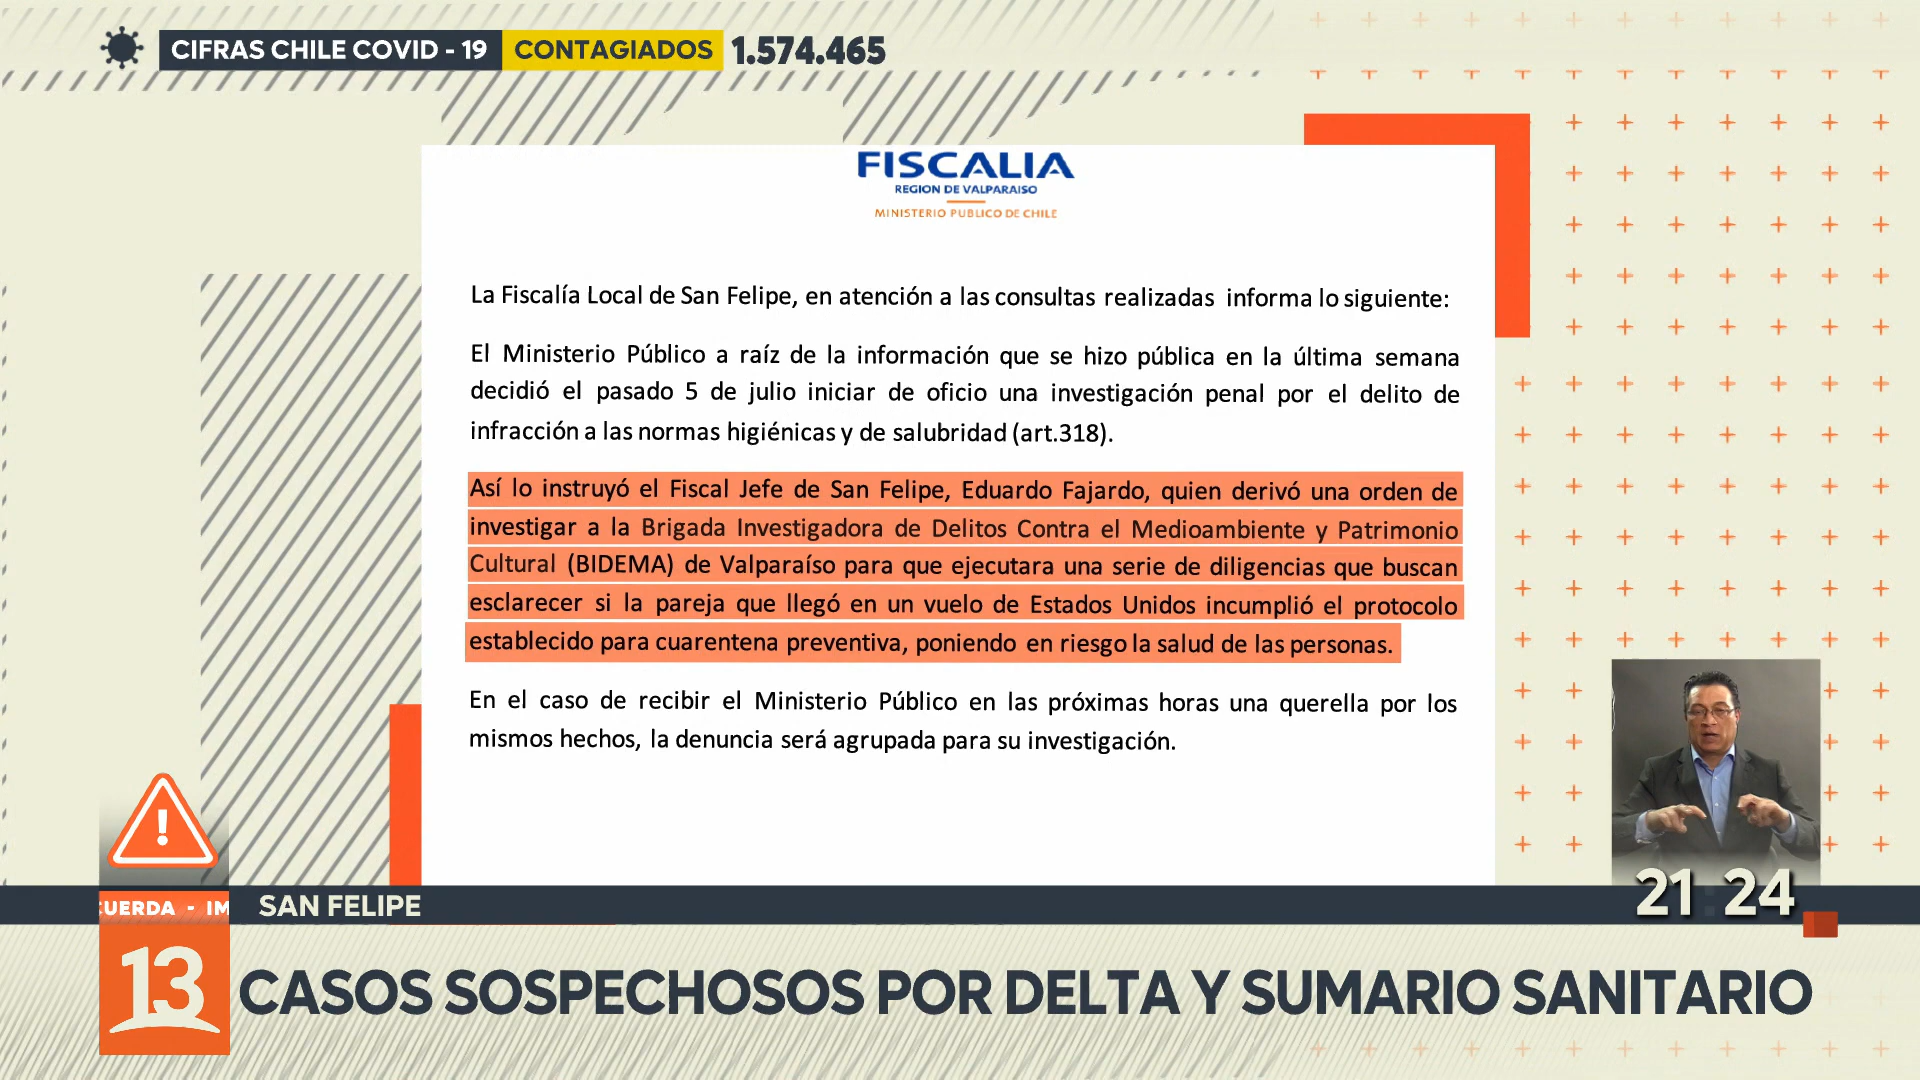 CIFRAS CHILE COVID - 19 CONTAGIADOS 1.574.465
FISCALIA
REGION DE VALPARAISO
MINISTERIO PUBLICO DE CHILE
La Fiscalía Local de San Felipe, en atención a las consultas realizadas informa lo siguiente:
El Ministerio Público a raíz de la información que se hizo pública en la última semana
decidió el pasado 5 de julio iniciar de oficio una investigación penal por el delito de
infracción a las normas higiénicas y de salubridad (art.318).
Así lo instruyó el Fiscal Jefe de San Felipe, Eduardo Fajardo, quien derivó una orden de
investigar a la Brigada Investigadora de Delitos Contra el Medioambiente y Patrimonio
Cultural (BIDEMA) de Valparaíso para que ejecutara una serie de diligencias que buscan
esclarecer si la pareja que llegó en un vuelo de Estados Unidos incumplió el protocolo
establecido para cuarentena preventiva, poniendo en riesgo la salud de las personas.
En el caso de recibir el Ministerio Público en las próximas horas una querella por los
mismos hechos, la denuncia será agrupada para su investigación.
!
CUERDA - IM
SAN FELIPE
21 24
13
CASOS SOSPECHOSOS POR DELTA Y SUMARIO SANITARIO